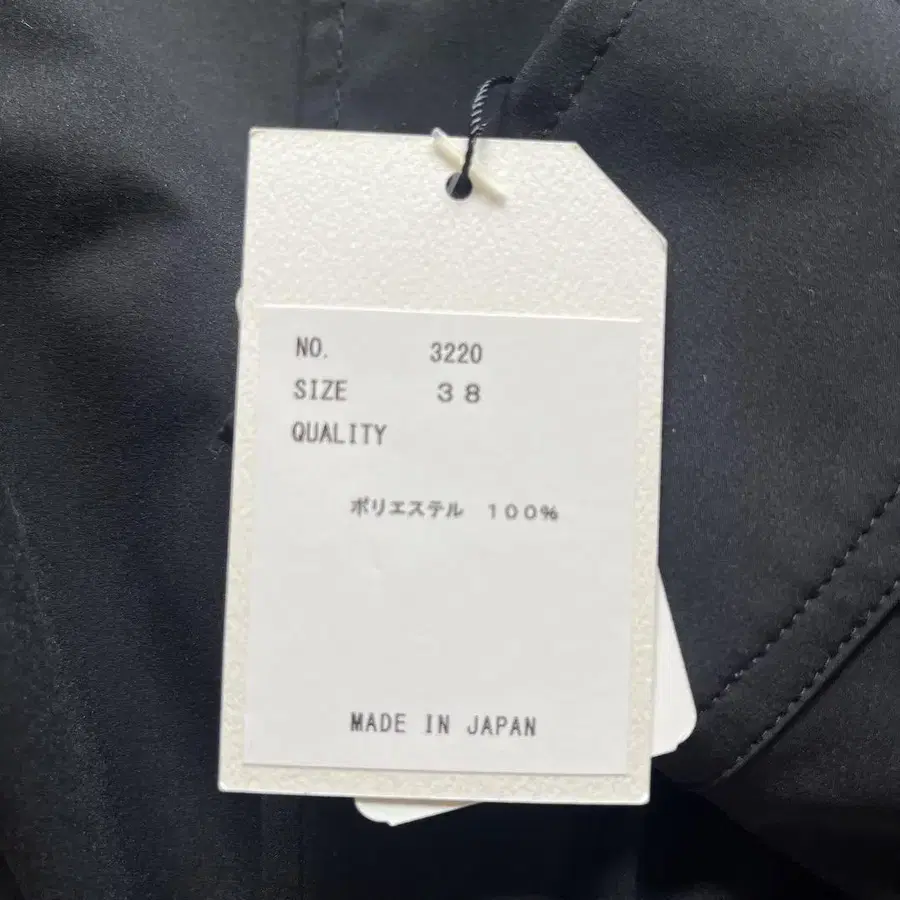 NO. 3220
SIZE ３８
QUALITY
ポリエステル １００％
MADE IN JAPAN